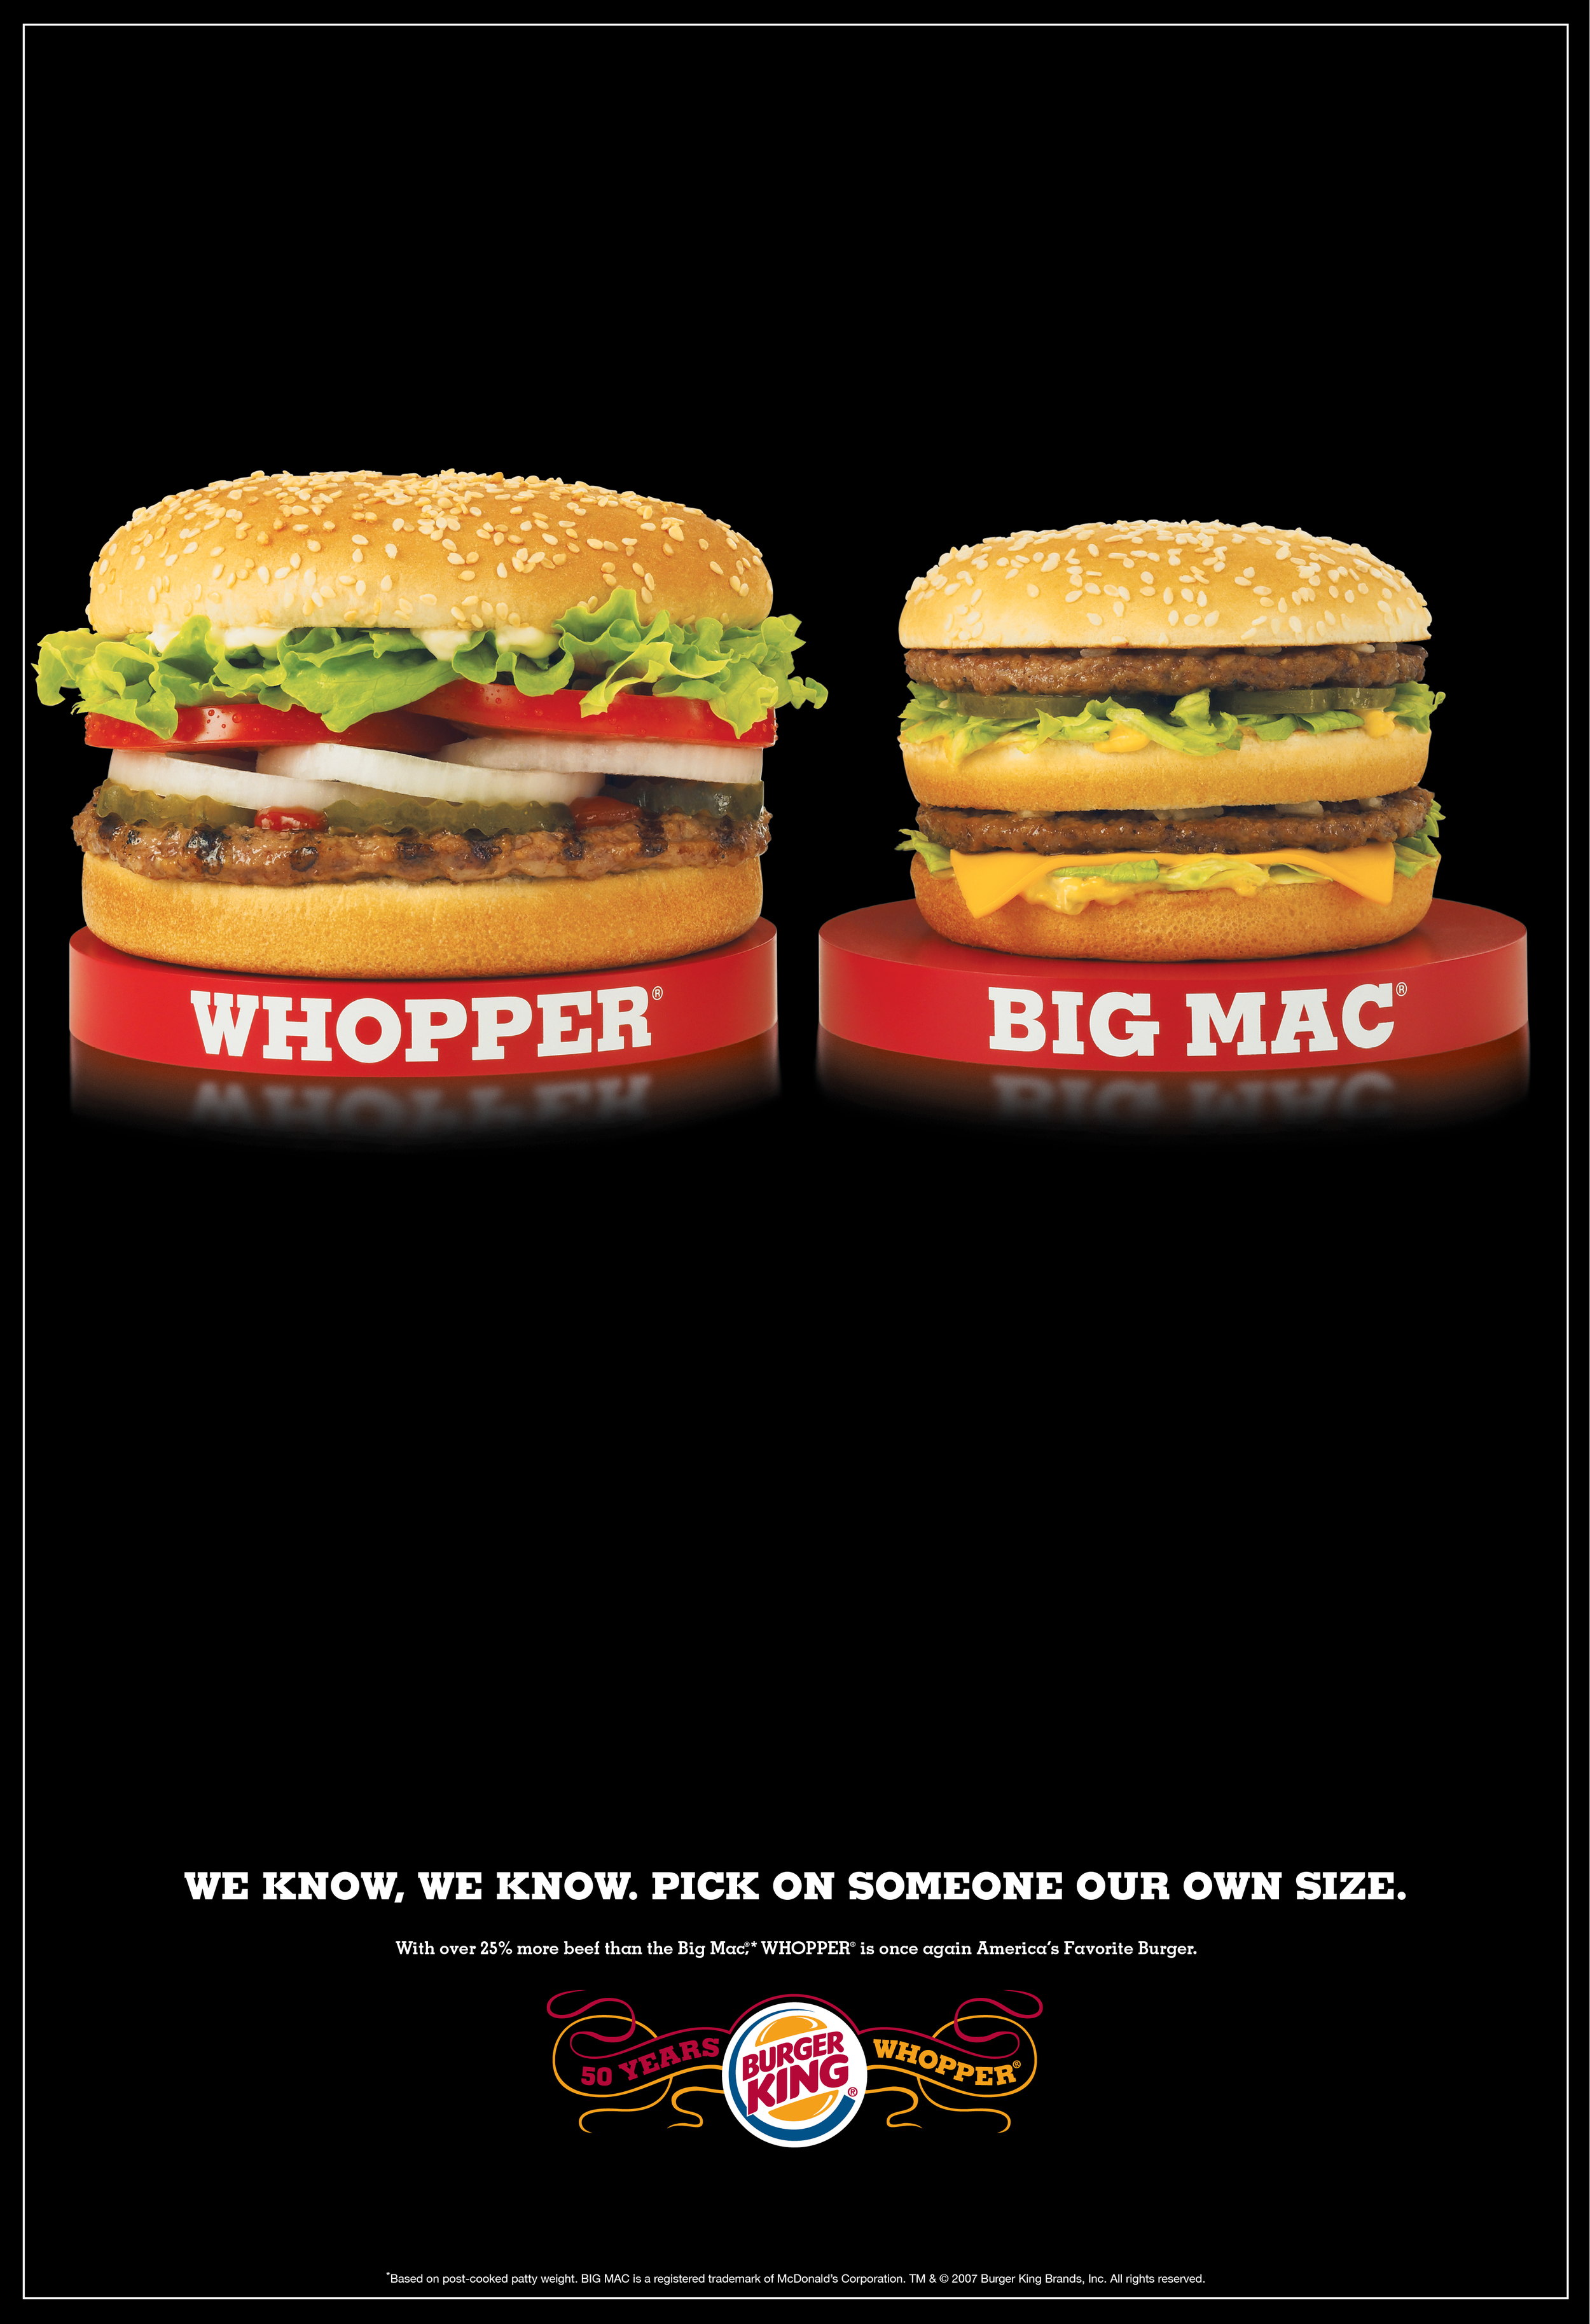 WHOPPER®
BIG MAC®
WE KNOW, WE KNOW. PICK ON SOMEONE OUR OWN SIZE.
With over 25% more beef than the Big Mac®,* WHOPPER® is once again America's Favorite Burger.
50 YEARS
BURGER
KING®
WHOPPER®
*Based on post-cooked patty weight. BIG MAC is a registered trademark of McDonald's Corporation. TM & © 2007 Burger King Brands, Inc. All rights reserved.